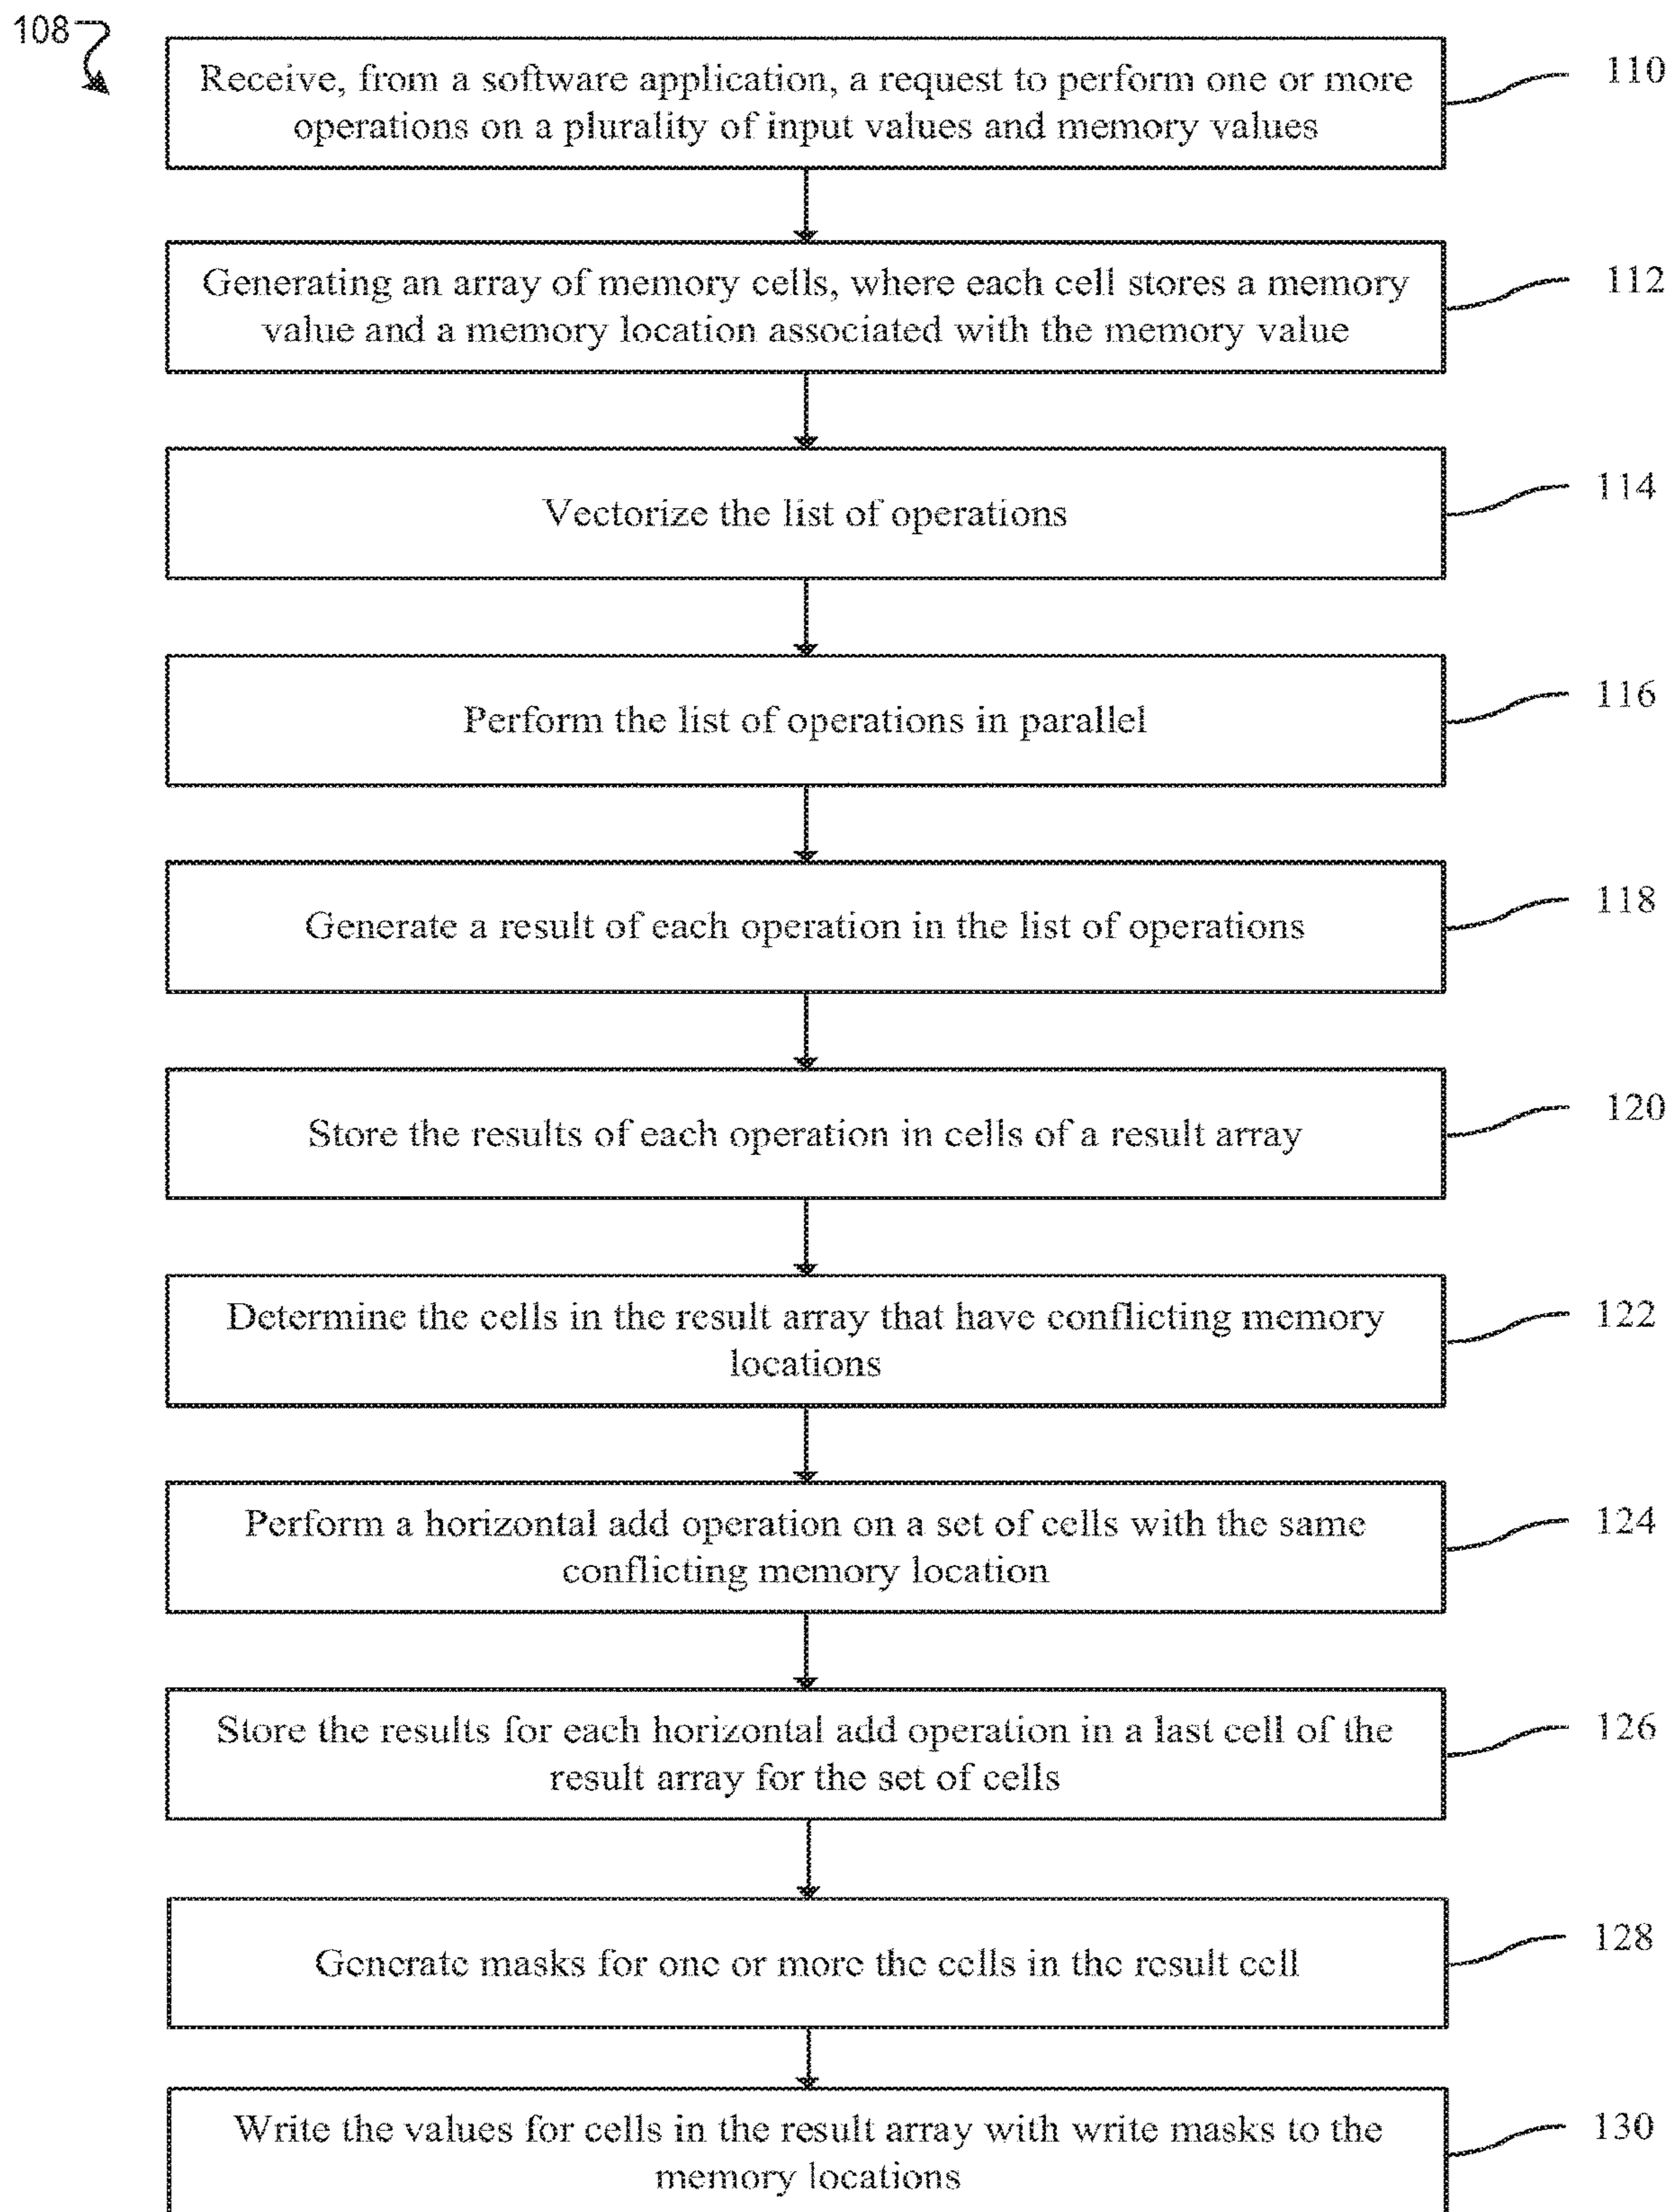 108
Receive, from a software application, a request to perform one or more
operations on a plurality of input values and memory values
110
Generating an array of memory cells, where each cell stores a memory
value and a memory location associated with the memory value
112
Vectorize the list of operations
114
Perform the list of operations in parallel
116
Generate a result of each operation in the list of operations
118
Store the results of each operation in cells of a result array
120
Determine the cells in the result array that have conflicting memory
locations
122
Perform a horizontal add operation on a set of cells with the same
conflicting memory location
124
Store the results for each horizontal add operation in a last cell of the
result array for the set of cells
126
Generate masks for one or more the cells in the result cell
128
Write the values for cells in the result array with write masks to the
memory locations
130